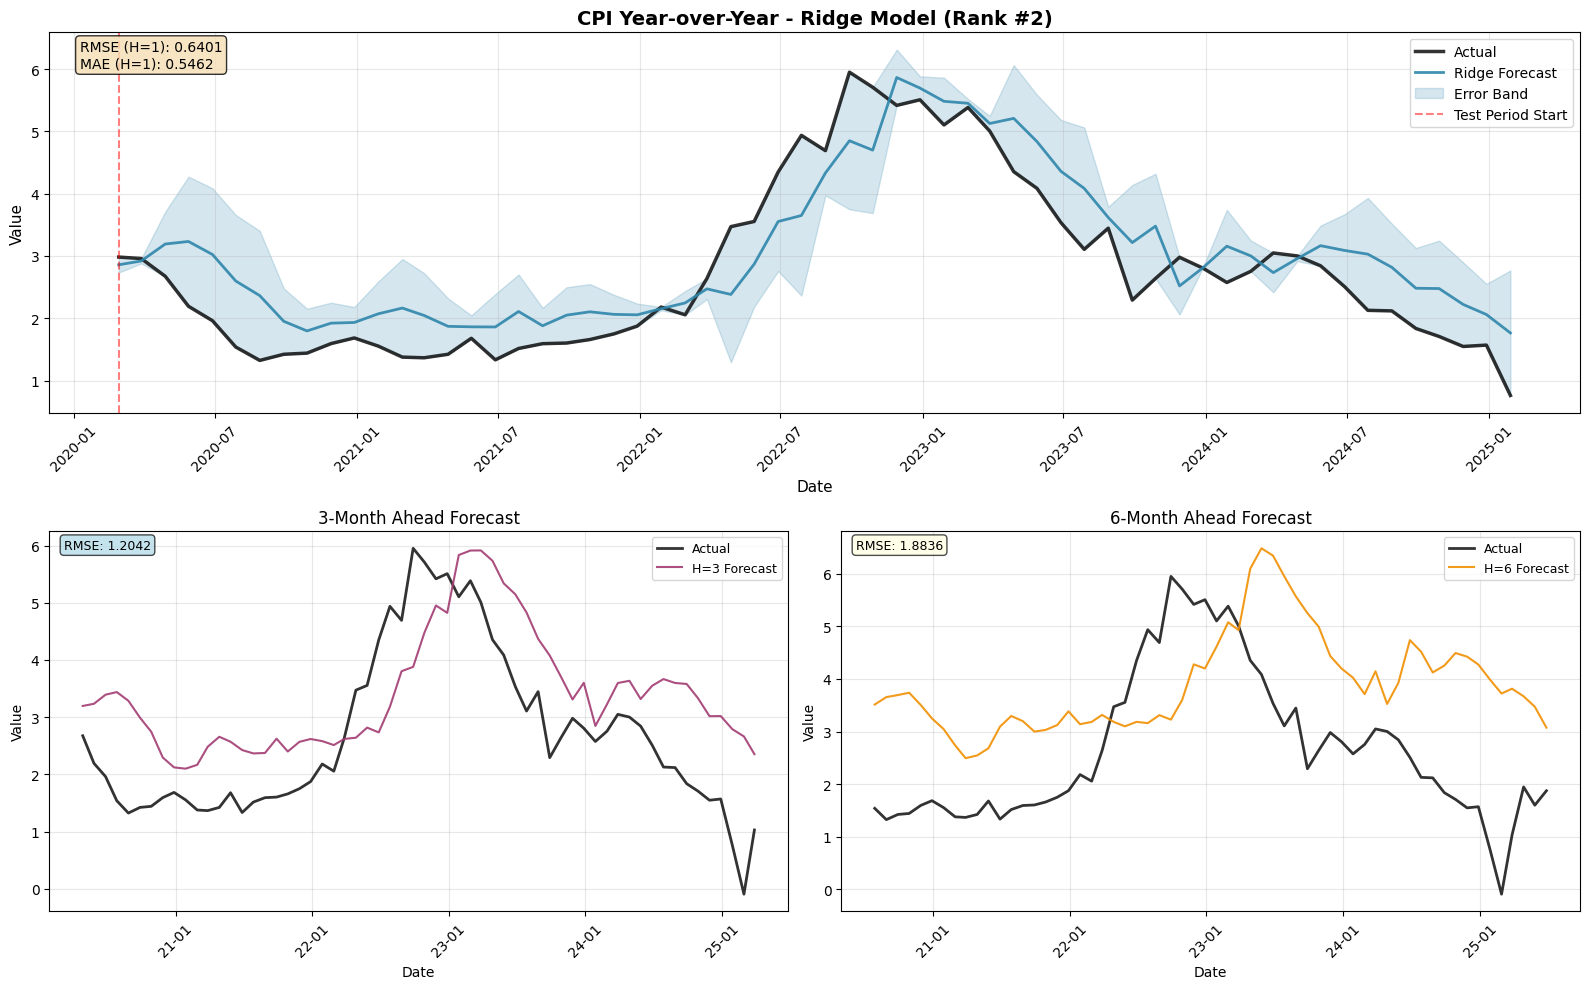 CPI Year-over-Year - Ridge Model (Rank #2)
RMSE (H=1): 0.6401
MAE (H=1): 0.5462
Actual
Ridge Forecast
Error Band
Test Period Start
Value
6
5
4
3
2
1
2020-01
2020-07
2021-01
2021-07
2022-01
2022-07
2023-01
2023-07
2024-01
2024-07
2025-01
Date
3-Month Ahead Forecast
RMSE: 1.2042
Actual
H=3 Forecast
Value
6
5
4
3
2
1
0
21-01
22-01
23-01
24-01
25-01
Date
6-Month Ahead Forecast
RMSE: 1.8836
Actual
H=6 Forecast
Value
6
5
4
3
2
1
0
21-01
22-01
23-01
24-01
25-01
Date